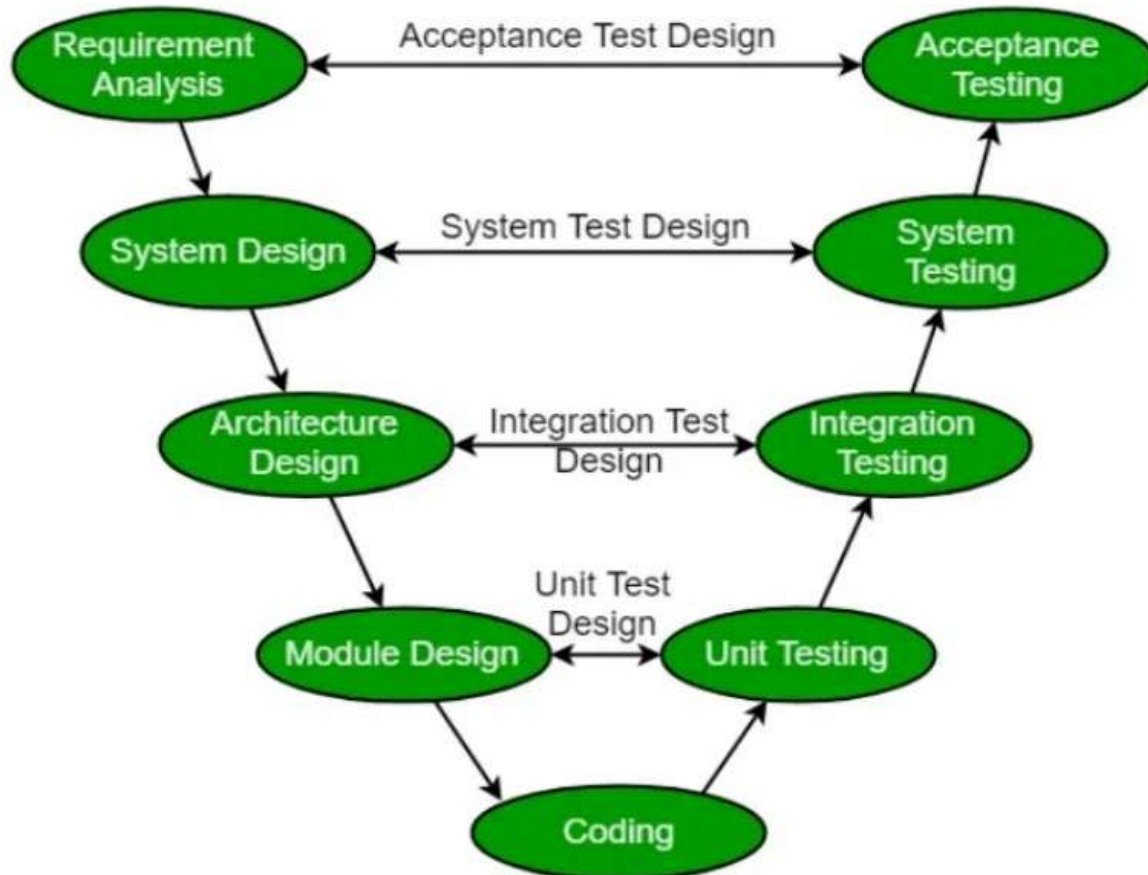 Requirement
Analysis
Acceptance Test Design
Acceptance
Testing
System Design
System Test Design
System
Testing
Architecture
Design
Integration Test
Design
Integration
Testing
Module Design
Unit Test
Design
Unit Testing
Coding